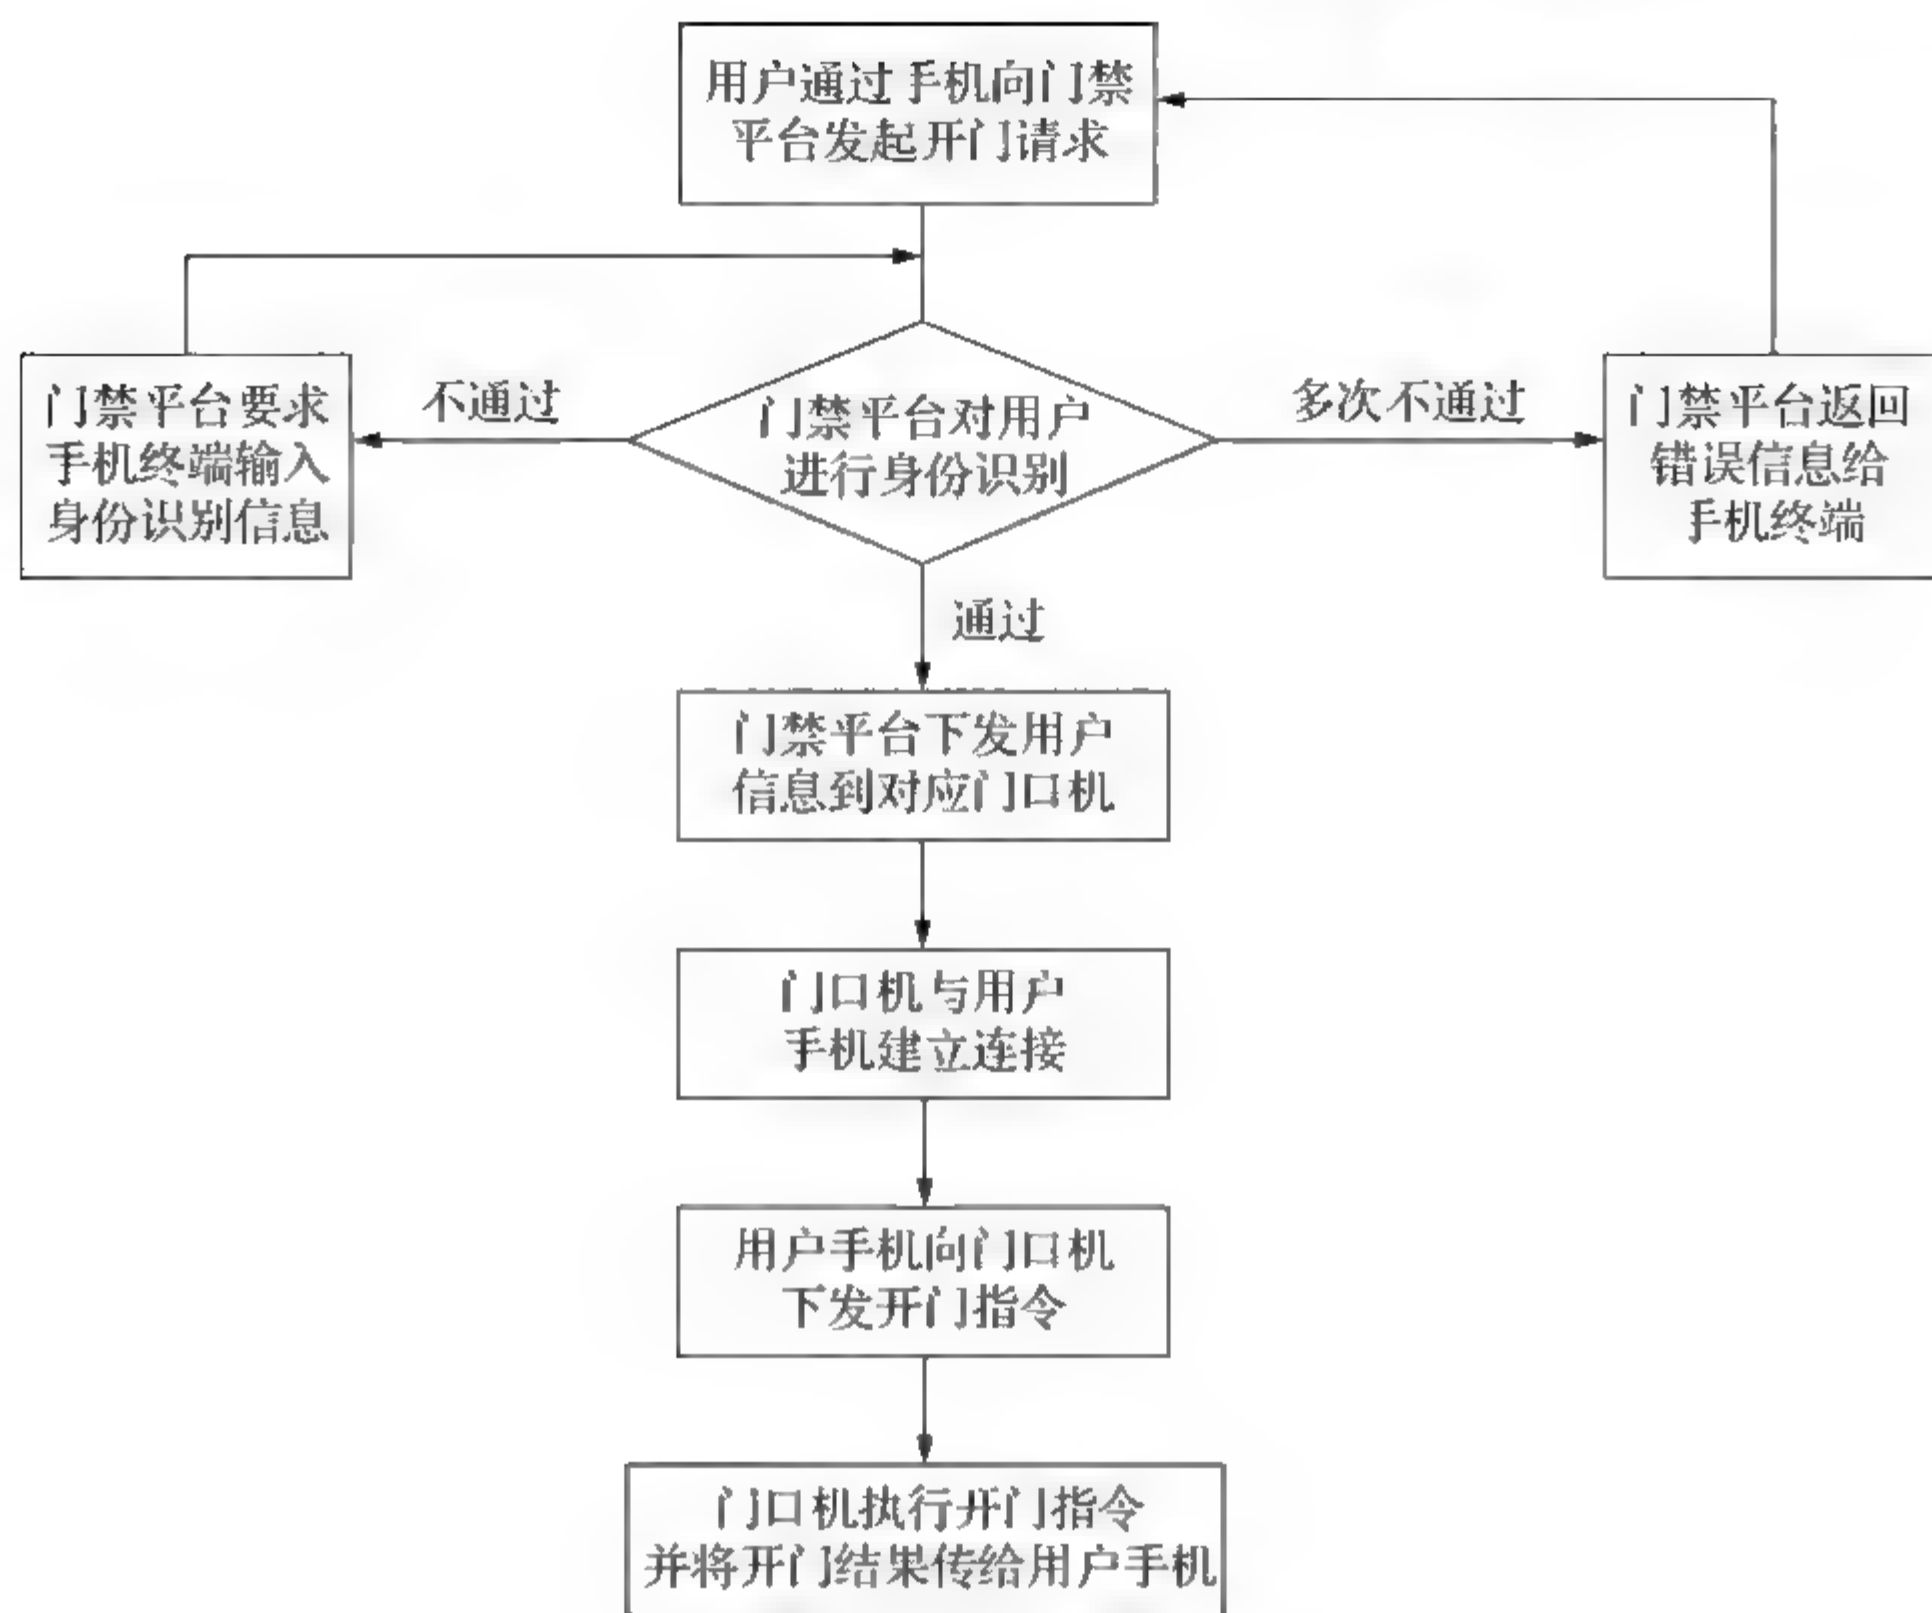 用户通过手机向门禁
平台发起开门请求
门禁平台要求
手机终端输入
身份识别信息
不通过
门禁平台对用户
进行身份识别
多次不通过
门禁平台返回
错误信息给
手机终端
通过
门禁平台下发用户
信息到对应门口机
门口机与用户
手机建立连接
用户手机向门口机
下发开门指令
门口机执行开门指令
并将开门结果传给用户手机